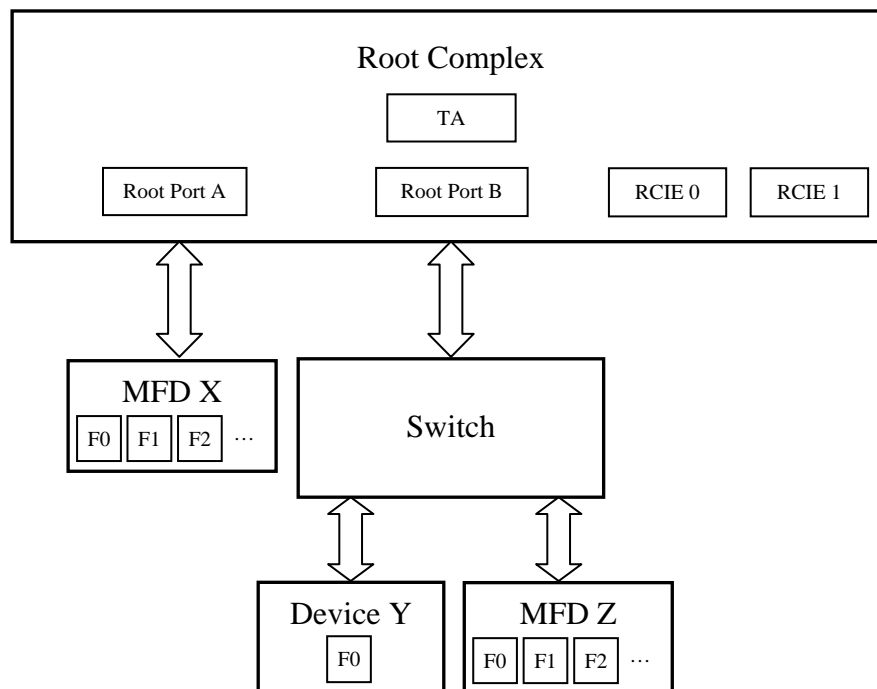 Root Complex
TA
Root Port A Root Port B RCIE 0 RCIE 1
MFD X
F0 F1 F2 ...
Switch
Device Y MFD Z
F0 F0 F1 F2 ...